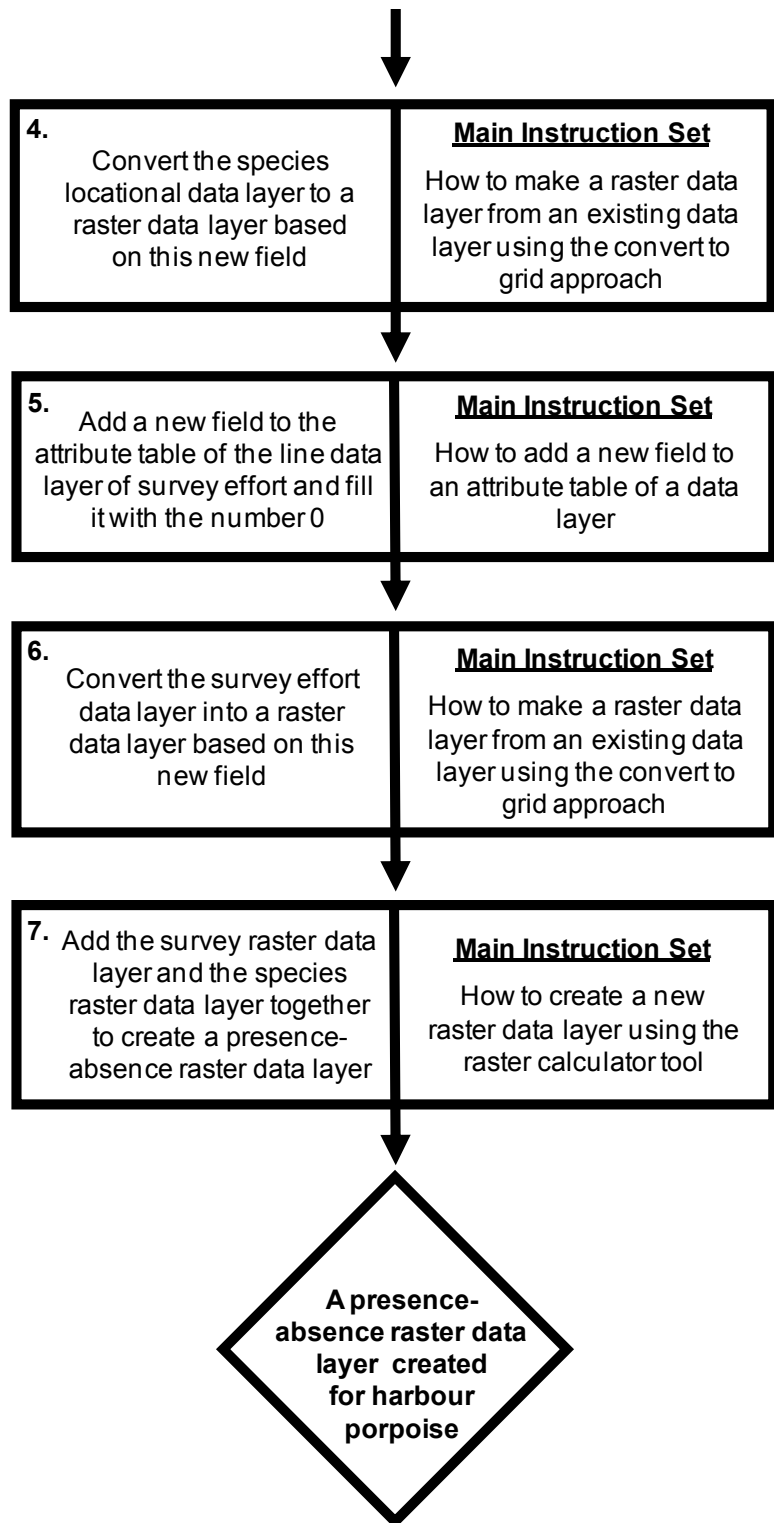 4.
Convert the species
locational data layer to a
raster data layer based
on this new field
Main Instruction Set
How to make a raster data
layer from an existing data
layer using the convert to
grid approach
5.
Add a new field to the
attribute table of the line data
layer of survey effort and fill
it with the number 0
Main Instruction Set
How to add a new field to
an attribute table of a data
layer
6.
Convert the survey effort
data layer into a raster
data layer based on this
new field
Main Instruction Set
How to make a raster data
layer from an existing data
layer using the convert to
grid approach
7.
Add the survey raster data
layer and the species
raster data layer together
to create a presence-
absence raster data layer
Main Instruction Set
How to create a new
raster data layer using the
raster calculator tool
A presence-
absence raster data
layer created
for harbour
porpoise